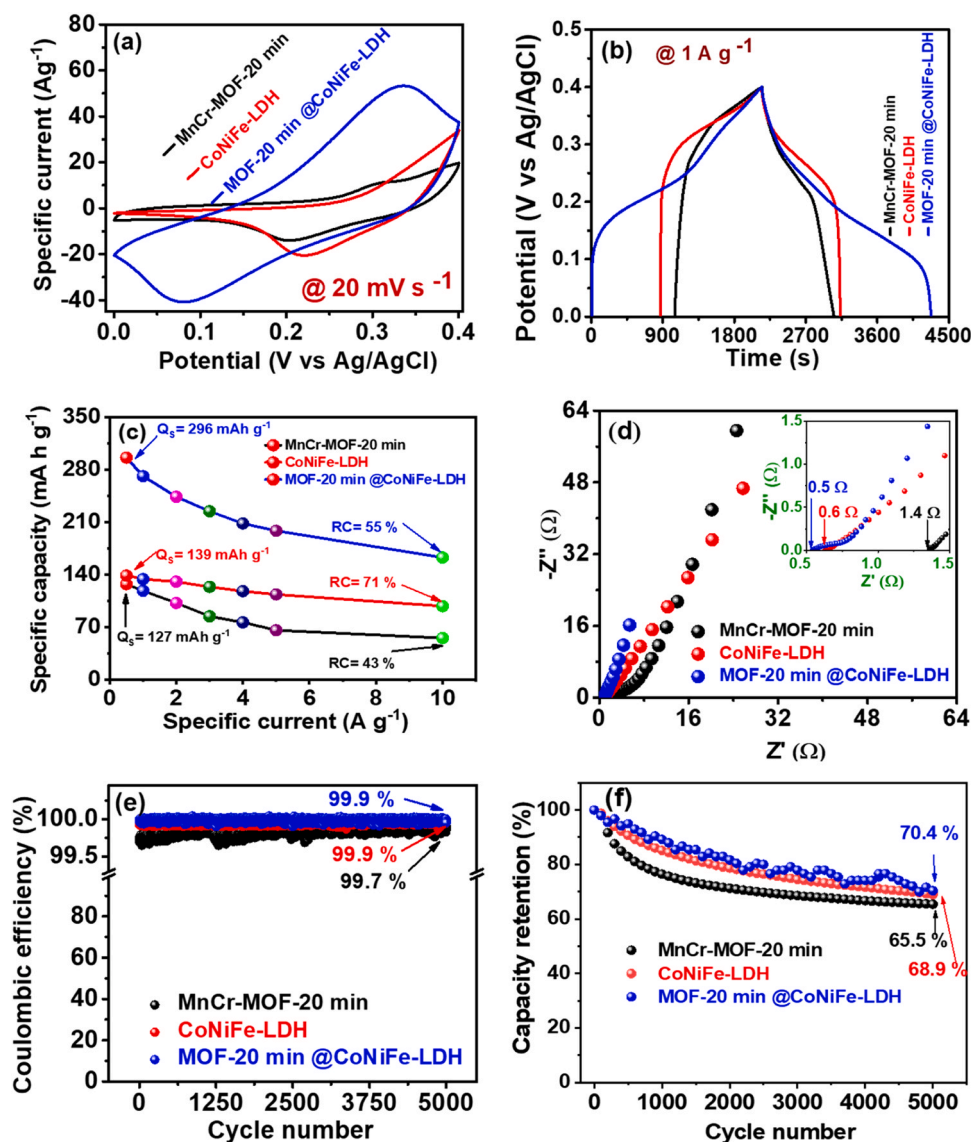 (a)
80
60
40
20
0
-20
-40
Specific current (Ag⁻¹)
MnCr-MOF-20 min
CoNiFe-LDH
MOF-20 min @CoNiFe-LDH
@ 20 mV s ⁻¹
0.0 0.1 0.2 0.3 0.4
Potential (V vs Ag/AgCl)
(b)
@ 1 A g ⁻¹
0.5
0.4
0.3
0.2
0.1
0.0
Potential (V vs Ag/AgCl)
MnCr-MOF-20 min
CoNiFe-LDH
MOF-20 min @CoNiFe-LDH
0 900 1800 2700 3600 4500
Time (s)
(c)
350
280
210
140
70
0
Specific capacity (mA h g⁻¹)
Qₛ= 296 mAh g⁻¹
MnCr-MOF-20 min
CoNiFe-LDH
MOF-20 min @CoNiFe-LDH
RC= 55 %
Qₛ= 139 mAh g⁻¹
RC= 71 %
Qₛ= 127 mAh g⁻¹
RC= 43 %
0 2 4 6 8 10
Specific current (A g⁻¹)
(d)
60
48
32
16
0
-Z'' (Ω)
1.5
1.0
0.5
0.0
-Z'' (Ω)
0.5 Ω
0.6 Ω
1.4 Ω
1.0 1.5
Z' (Ω)
MnCr-MOF-20 min
CoNiFe-LDH
MOF-20 min @CoNiFe-LDH
0 16 32 48 62
Z' (Ω)
(e)
100.0
99.5
80
60
40
20
0
Coulombic efficiency (%)
99.9 %
99.9 %
99.7 %
MnCr-MOF-20 min
CoNiFe-LDH
MOF-20 min @CoNiFe-LDH
0 1250 2500 3750 5000
Cycle number
(f)
100
80
60
40
20
0
Capacity retention (%)
70.4 %
65.5 %
68.9 %
MnCr-MOF-20 min
CoNiFe-LDH
MOF-20 min @CoNiFe-LDH
0 1000 2000 3000 4000 5000
Cycle number